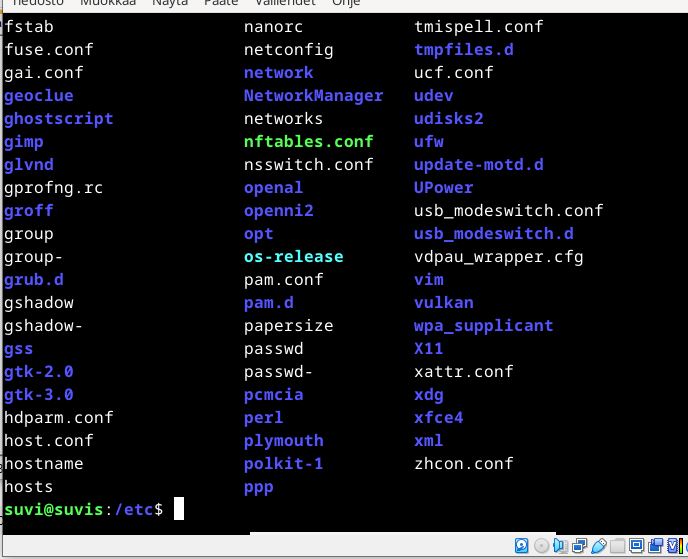 Tiedosto Muokkaa Näytä Paate Välilehdet Ohje
fstab nanorc tmispell.conf
fuse.conf netconfig tmpfiles.d
gai.conf network ucf.conf
geoclue NetworkManager udev
ghostscript networks udisks2
gimp nftables.conf ufw
glvnd nsswitch.conf update-motd.d
gprofng.rc openal UPower
groff openni2 usb_modeswitch.conf
group opt usb_modeswitch.d
group- os-release vdpau_wrapper.cfg
grub.d pam.conf vim
gshadow pam.d vulkan
gshadow- papersize wpa_supplicant
gss passwd X11
gtk-2.0 passwd- xattr.conf
gtk-3.0 pcmcia xdg
hdparm.conf perl xfce4
host.conf plymouth xml
hostname polkit-1 zhcon.conf
hosts ppp
suvi@suvis:/etc$